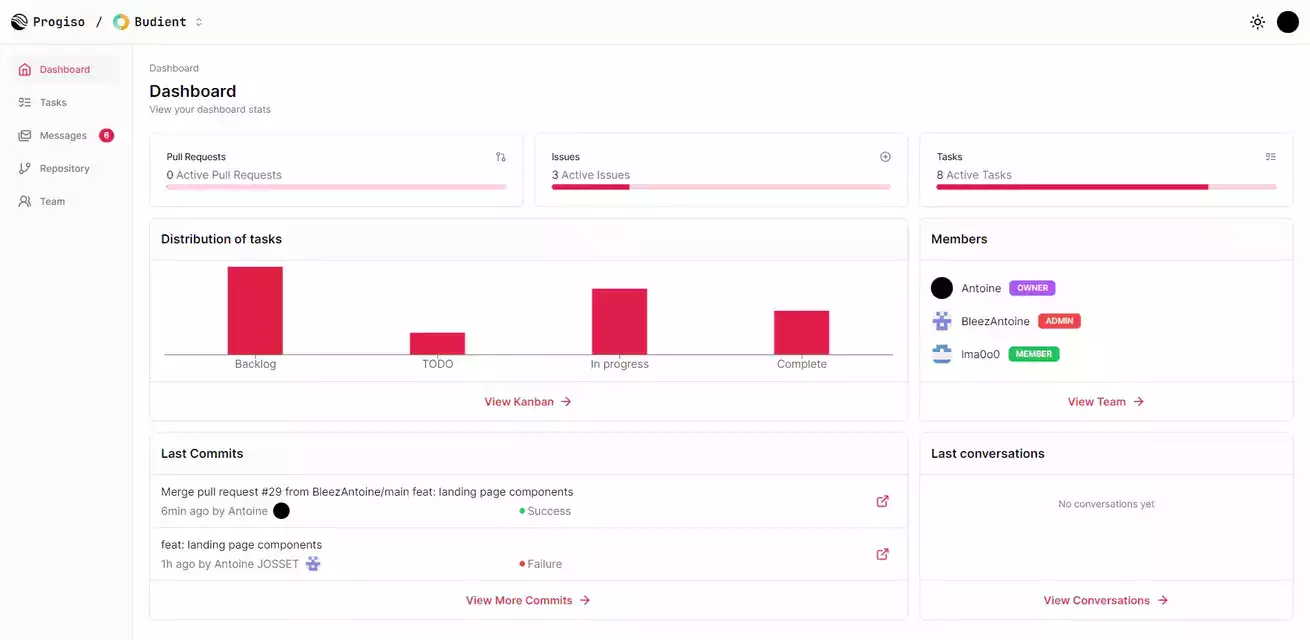 Progiso / Budient
Dashboard
Tasks
Messages 6
Repository
Team
Dashboard
Dashboard
View your dashboard stats
Pull Requests
0 Active Pull Requests
Issues
3 Active Issues
Tasks
8 Active Tasks
Distribution of tasks
Backlog TODO In progress Complete
View Kanban
Members
Antoine OWNER
BleezAntoine ADMIN
lma0o0 MEMBER
View Team
Last Commits
Merge pull request #29 from BleezAntoine/main feat: landing page components
6min ago by Antoine Success
feat: landing page components
1h ago by Antoine JOSSET Failure
View More Commits
Last conversations
No conversations yet
View Conversations